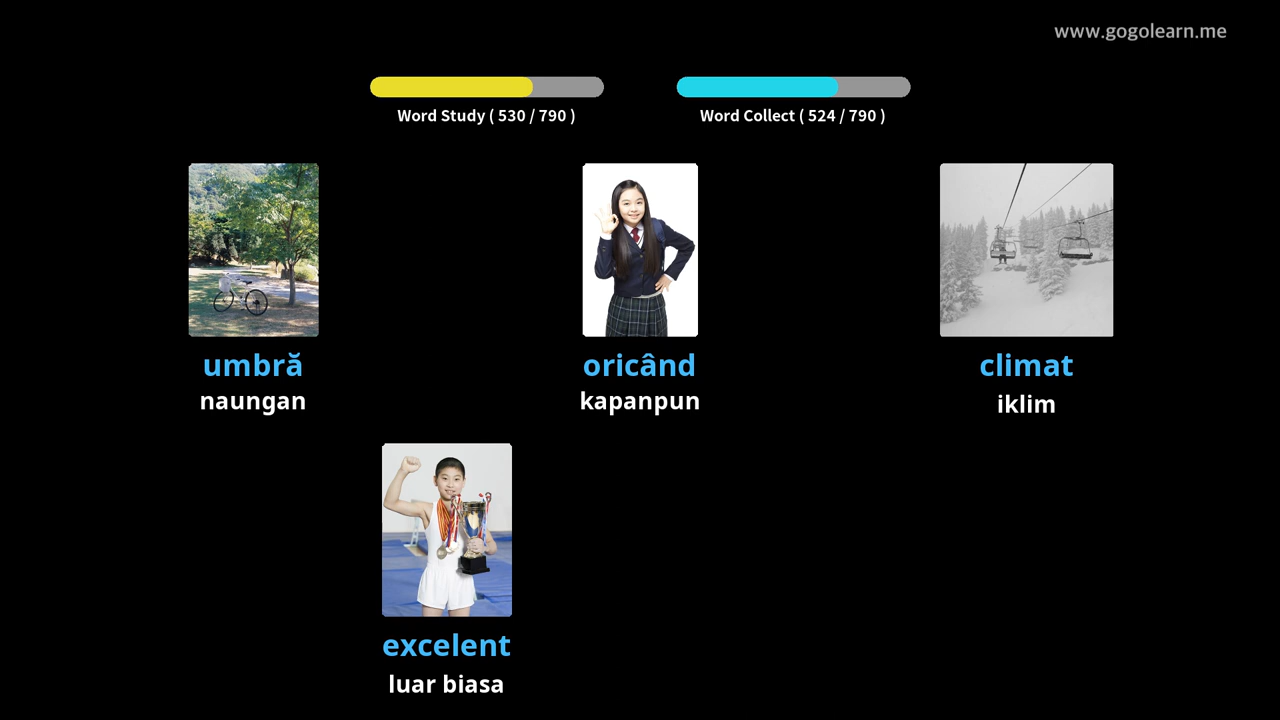 www.gogolearn.me
Word Study ( 530 / 790 )
Word Collect ( 524 / 790 )
umbră
naungan
oricând
kapanpun
climat
iklim
excelent
luar biasa